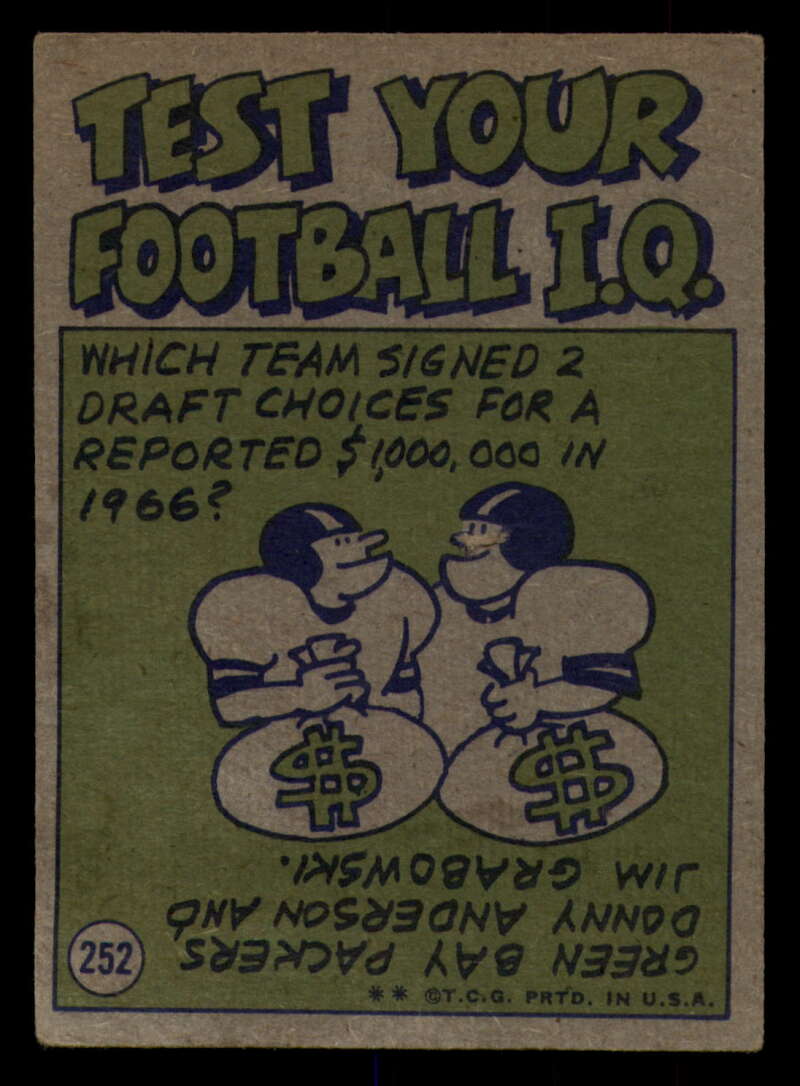 TEST YOUR
FOOTBALL I.Q.
WHICH TEAM SIGNED 2
DRAFT CHOICES FOR A
REPORTED $1,000,000 IN
1966?
$ $
GREEN BAY PACKERS
DONNY ANDERSON AND
JIM GRABOWSKI.
252
** ©T.C.G. PRTD. IN U.S.A.